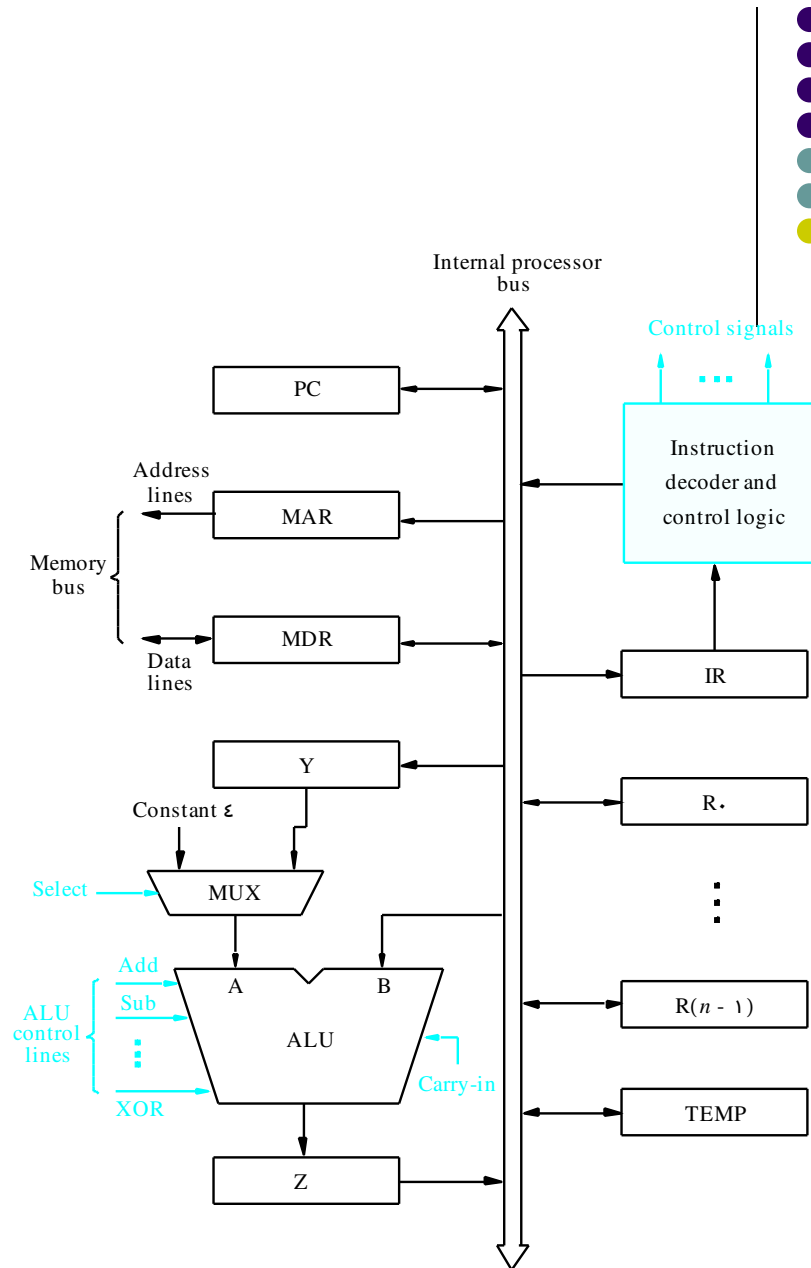 Internal processor
bus
Control signals
PC
Instruction
decoder and
control logic
Address
lines
MAR
Memory
bus
MDR
Data
lines
IR
Y
Constant ٤
R٠
Select
MUX
Add
A
B
Sub
R(n - ١)
ALU
control
lines
ALU
Carry-in
XOR
TEMP
Z